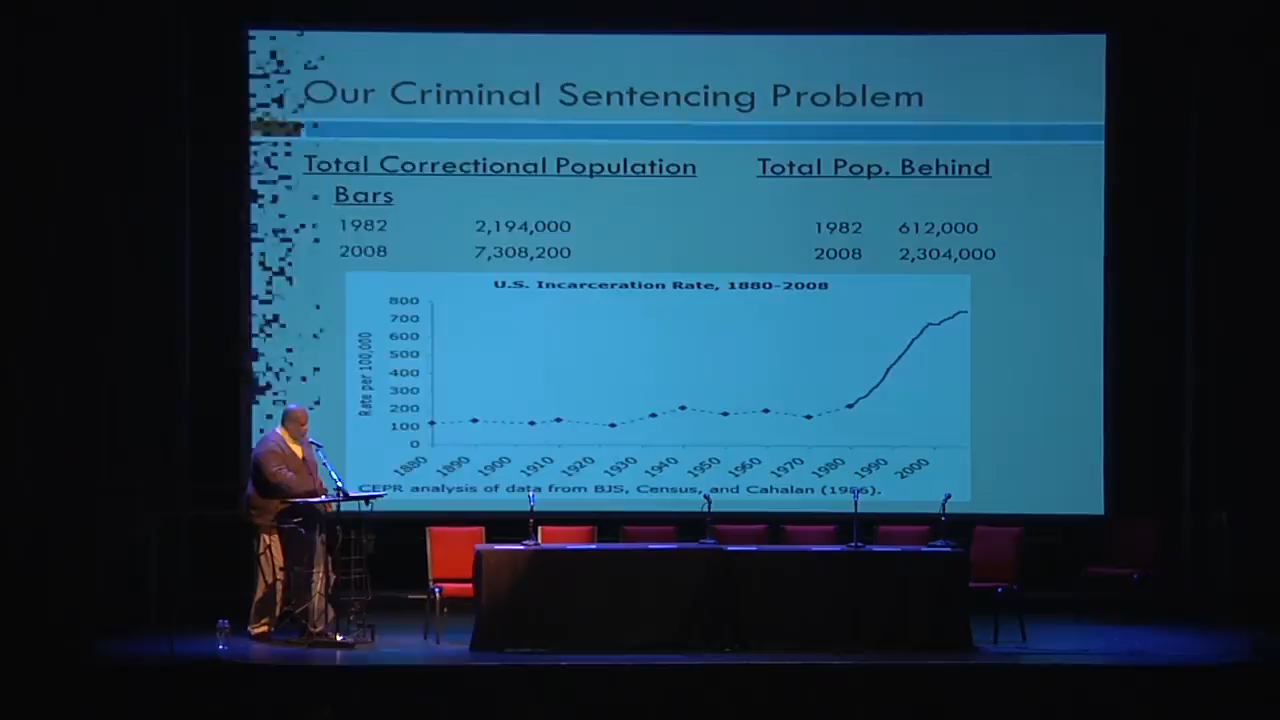 Our Criminal Sentencing Problem
Total Correctional Population Total Pop. Behind
Bars
1982 2,194,000 1982 612,000
2008 7,308,200 2008 2,304,000
U.S. Incarceration Rate, 1880-2008
Rate per 100,000
800
700
600
500
400
300
200
100
0
1880 1890 1900 1910 1920 1930 1940 1950 1960 1970 1980 1990 2000
CEPR analysis of data from BJS, Census, and Cahalan (1986).